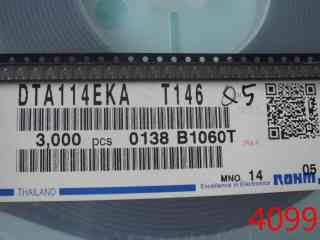 DTA114EKA T146 Q5
3,000 pcs 0138 B1060T
MNO. 14 05
Excellence in Electronics
THAILAND ROHM
4099